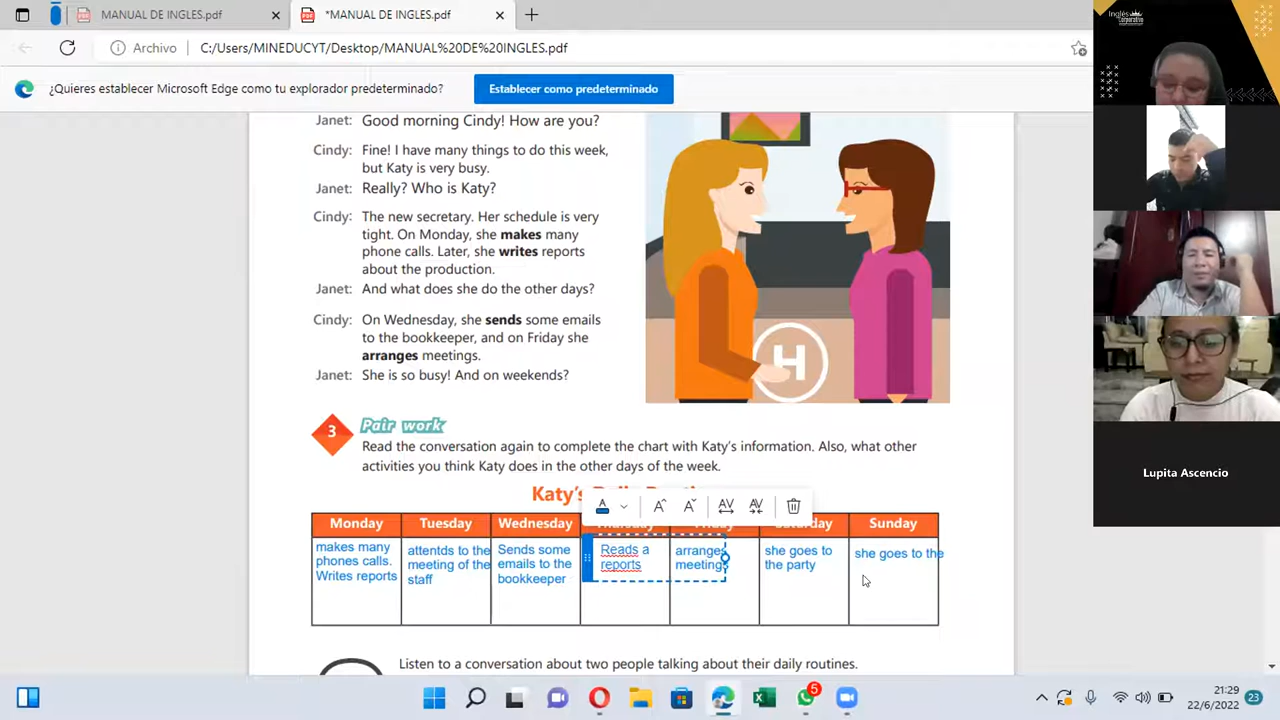 MANUAL DE INGLES.pdf
*MANUAL DE INGLES.pdf
Archivo
C:/Users/MINEDUCYT/Desktop/MANUAL%20DE%20INGLES.pdf
¿Quieres establecer Microsoft Edge como tu explorador predeterminado?
Establecer como predeterminado
Janet: Good morning Cindy! How are you?
Cindy: Fine! I have many things to do this week,
but Katy is very busy.
Janet: Really? Who is Katy?
Cindy: The new secretary. Her schedule is very
tight. On Monday, she makes many
phone calls. Later, she writes reports
about the production.
Janet: And what does she do the other days?
Cindy: On Wednesday, she sends some emails
to the bookkeeper, and on Friday she
arranges meetings.
Janet: She is so busy! And on weekends?
H
3
Pair work
Read the conversation again to complete the chart with Katy's information. Also, what other
activities you think Katy does in the other days of the week.
Katy's
A A A AV AV
Monday Tuesday Wednesday Thursday Friday Saturday Sunday
makes many
phones calls.
Writes reports
attentds to the
meeting of the
staff
Sends some
emails to the
bookkeeper
Reads a
reports
arranges
meetings
she goes to
the party
she goes to the
Listen to a conversation about two people talking about their daily routines.
Inglés
Corporativo
Lupita Ascencio
5
21:29
22/6/2022
23